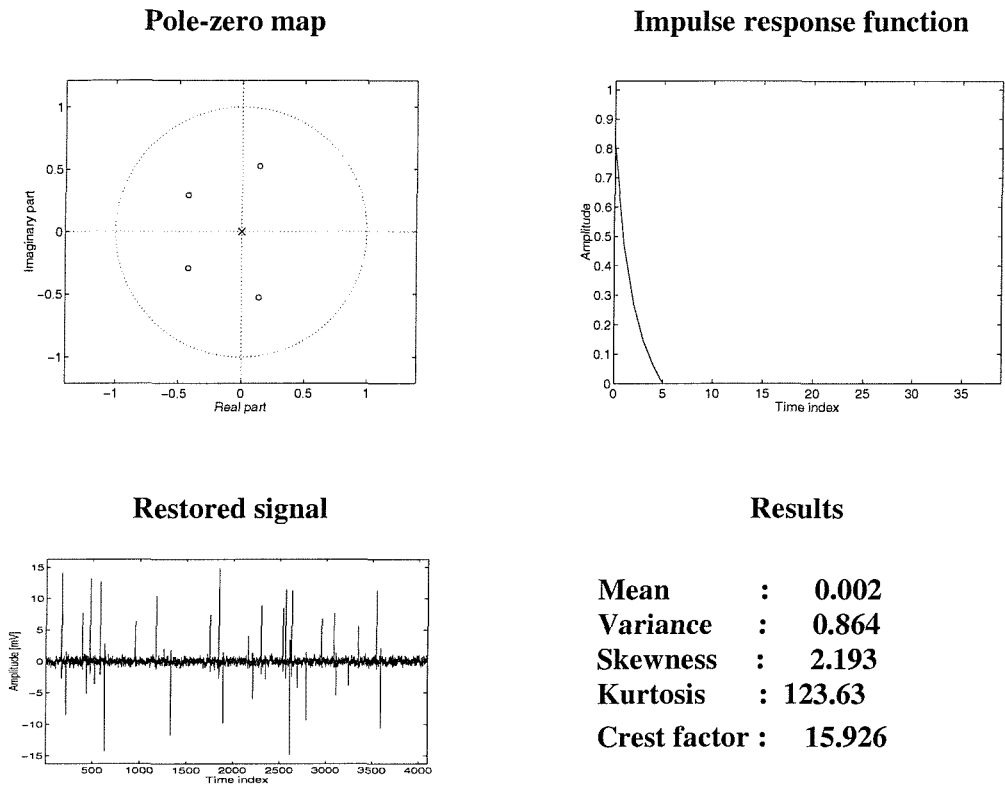 Pole-zero map
1
0.5
0
−0.5
−1
Imaginary part
−1
−0.5
0
0.5
1
Real part
Impulse response function
1
0.9
0.8
0.7
0.6
0.5
0.4
0.3
0.2
0.1
0
Amplitude
0
5
10
15
20
25
30
35
Time index
Restored signal
15
10
5
0
−5
−10
−15
Amplitude [mV]
500
1000
1500
2000
2500
3000
3500
4000
Time index
Results
Mean : 0.002
Variance : 0.864
Skewness : 2.193
Kurtosis : 123.63
Crest factor : 15.926